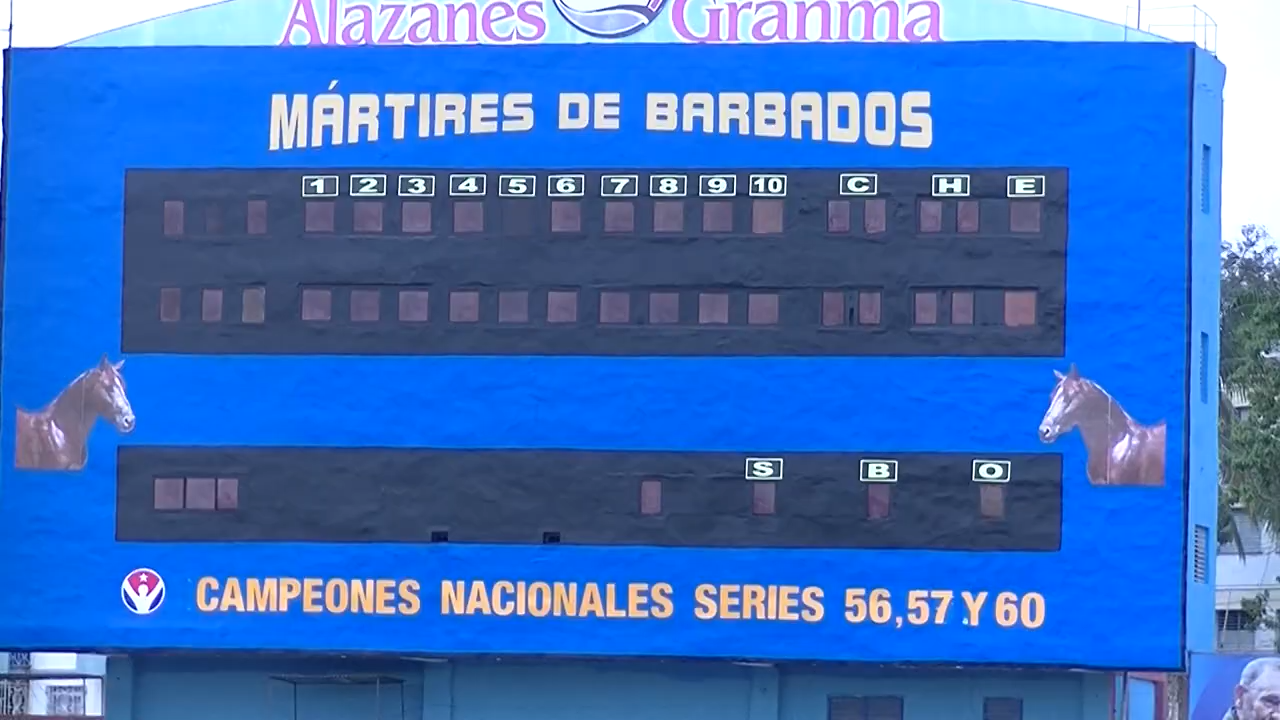 Alazanes Granma
MÁRTIRES DE BARBADOS
1 2 3 4 5 6 7 8 9 10 C H E
S B O
CAMPEONES NACIONALES SERIES 56,57 Y 60